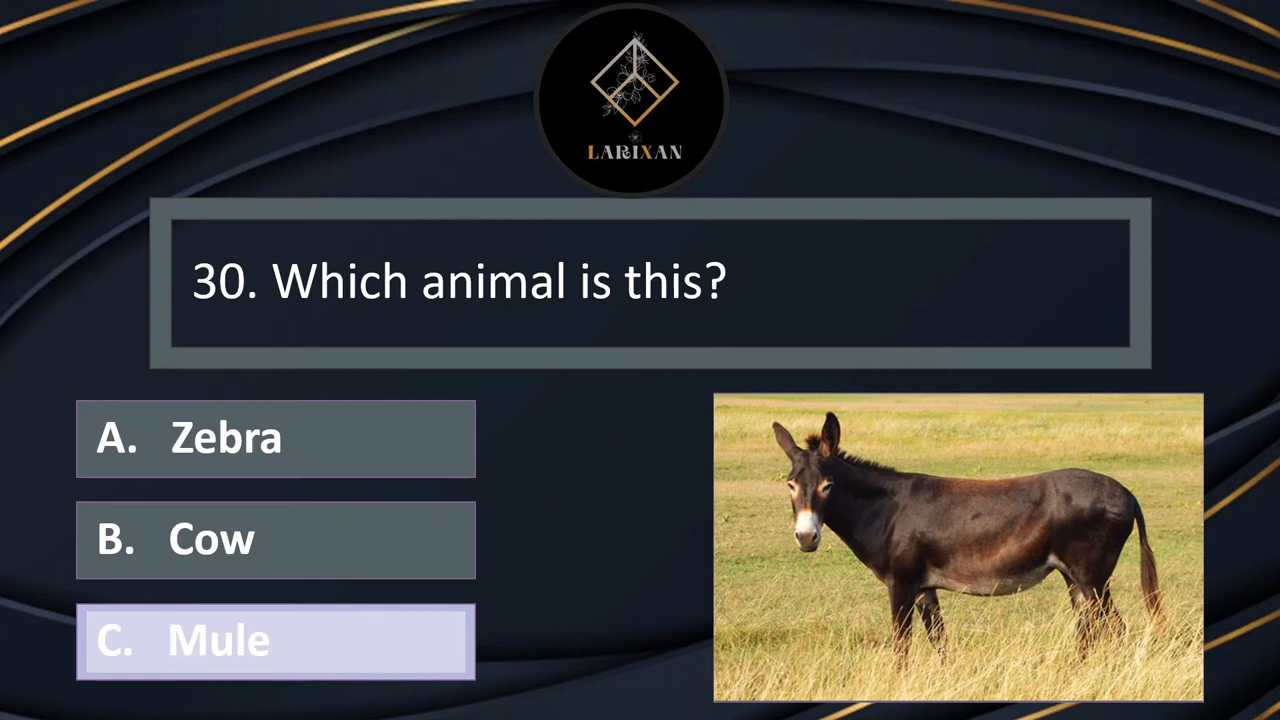 LARIXAN
30. Which animal is this?
A. Zebra
B. Cow
C. Mule